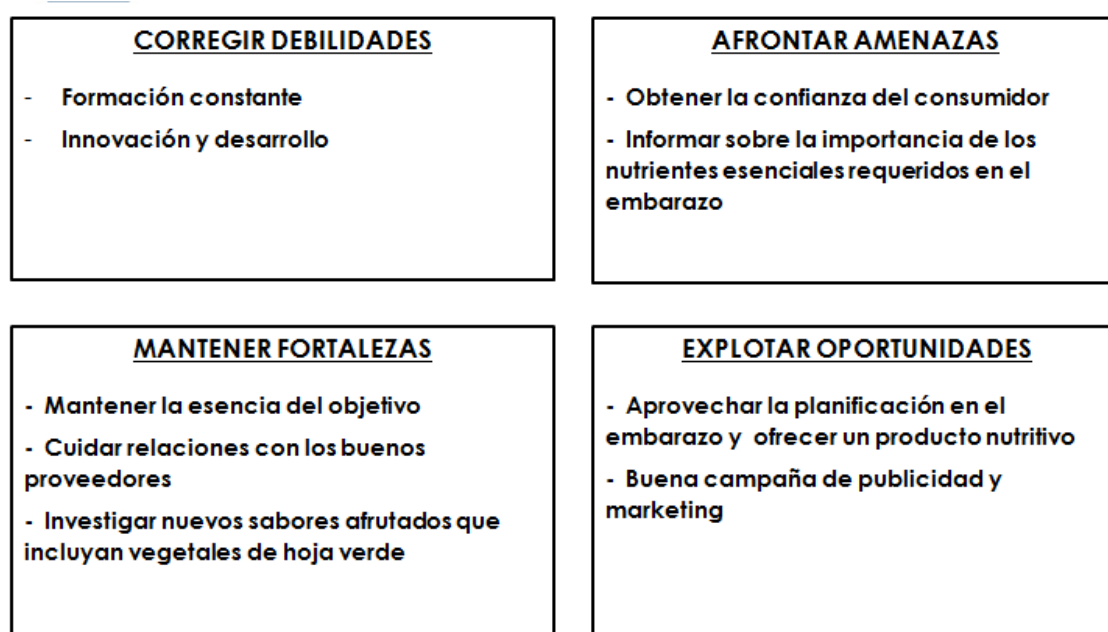 CORREGIR DEBILIDADES
- Formación constante
- Innovación y desarrollo
AFRONTAR AMENAZAS
- Obtener la confianza del consumidor
- Informar sobre la importancia de los
nutrientes esenciales requeridos en el
embarazo
MANTENER FORTALEZAS
- Mantener la esencia del objetivo
- Cuidar relaciones con los buenos
proveedores
- Investigar nuevos sabores afrutados que
incluyan vegetales de hoja verde
EXPLOTAR OPORTUNIDADES
- Aprovechar la planificación en el
embarazo y ofrecer un producto nutritivo
- Buena campaña de publicidad y
marketing